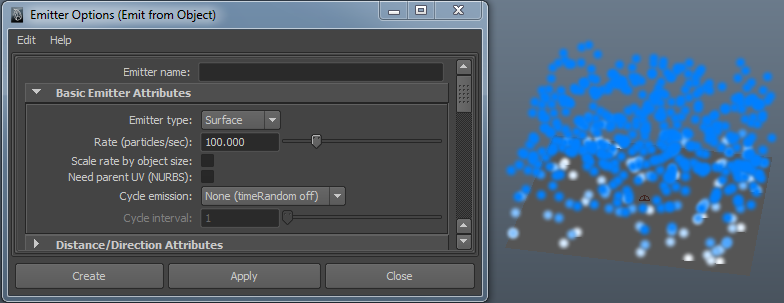 Emitter Options (Emit from Object)
Edit Help
Emitter name:
Basic Emitter Attributes
Emitter type: Surface
Rate (particles/sec): 100.000
Scale rate by object size:
Need parent UV (NURBS):
Cycle emission: None (timeRandom off)
Cycle interval: 1
Distance/Direction Attributes
Create Apply Close